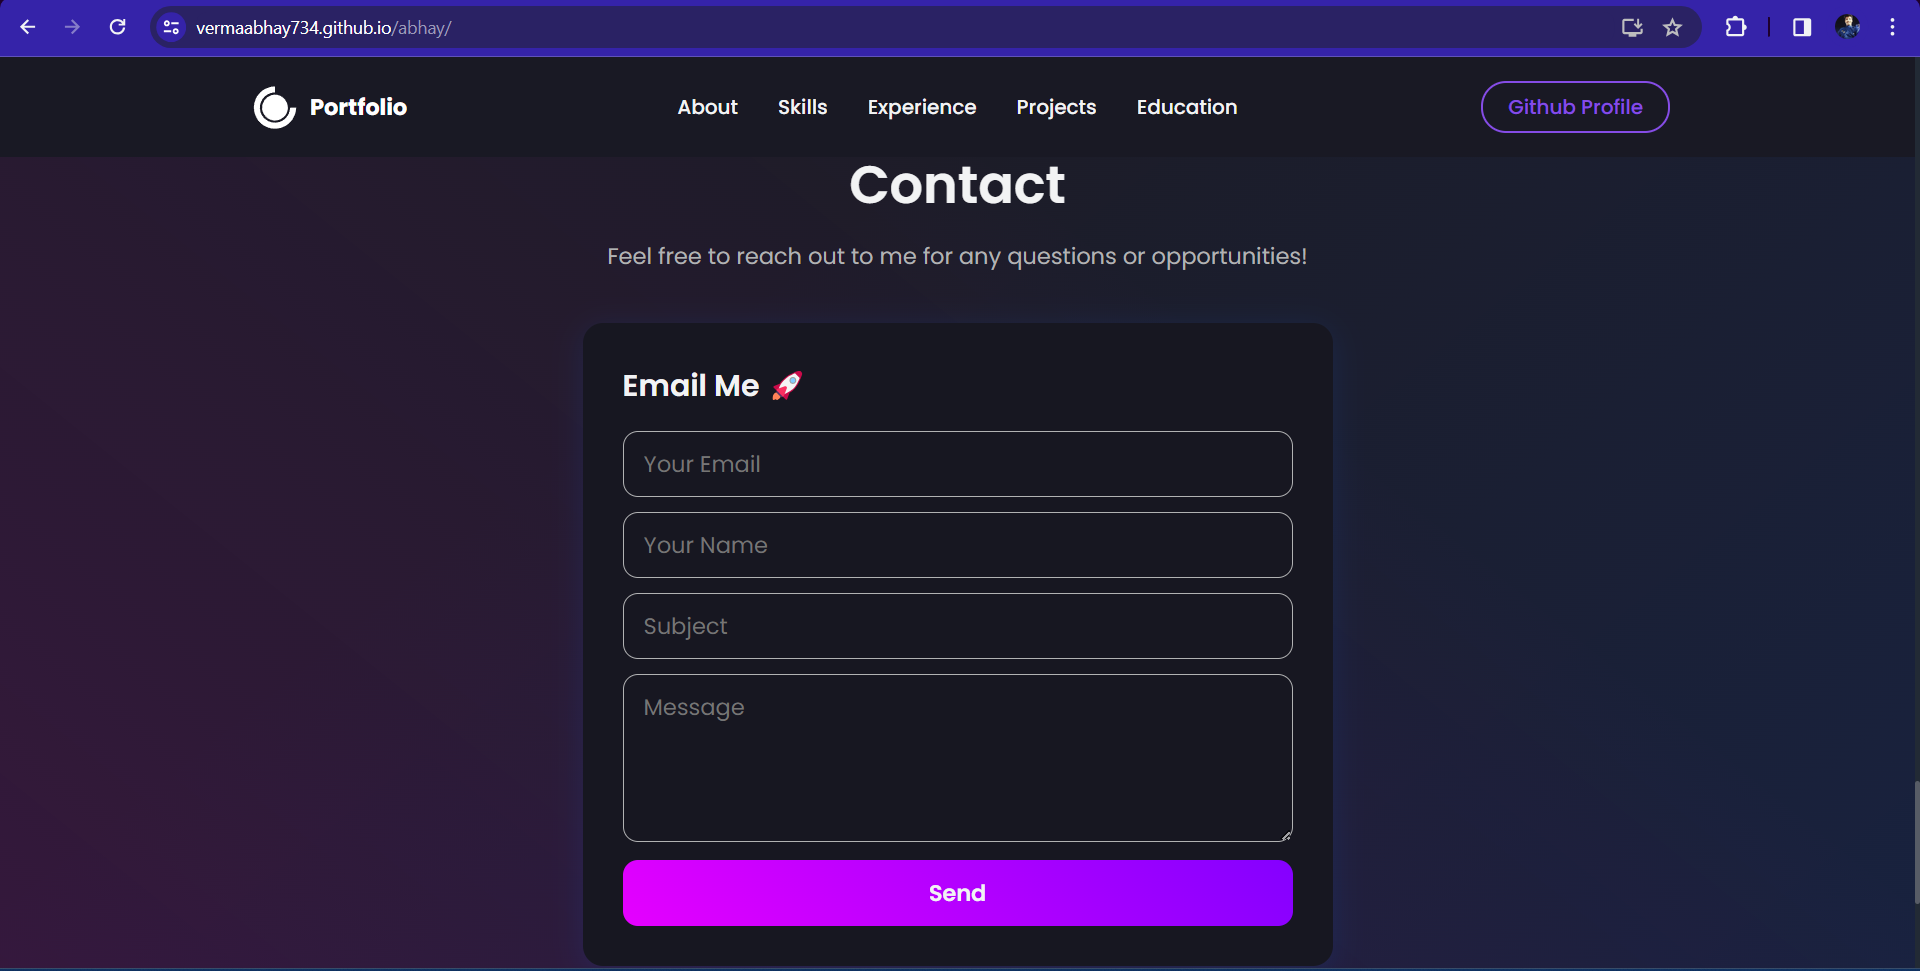 vermaabhay734.github.io/abhay/
Portfolio
About Skills Experience Projects Education
Github Profile
Contact
Feel free to reach out to me for any questions or opportunities!
Email Me 🚀
Your Email
Your Name
Subject
Message
Send